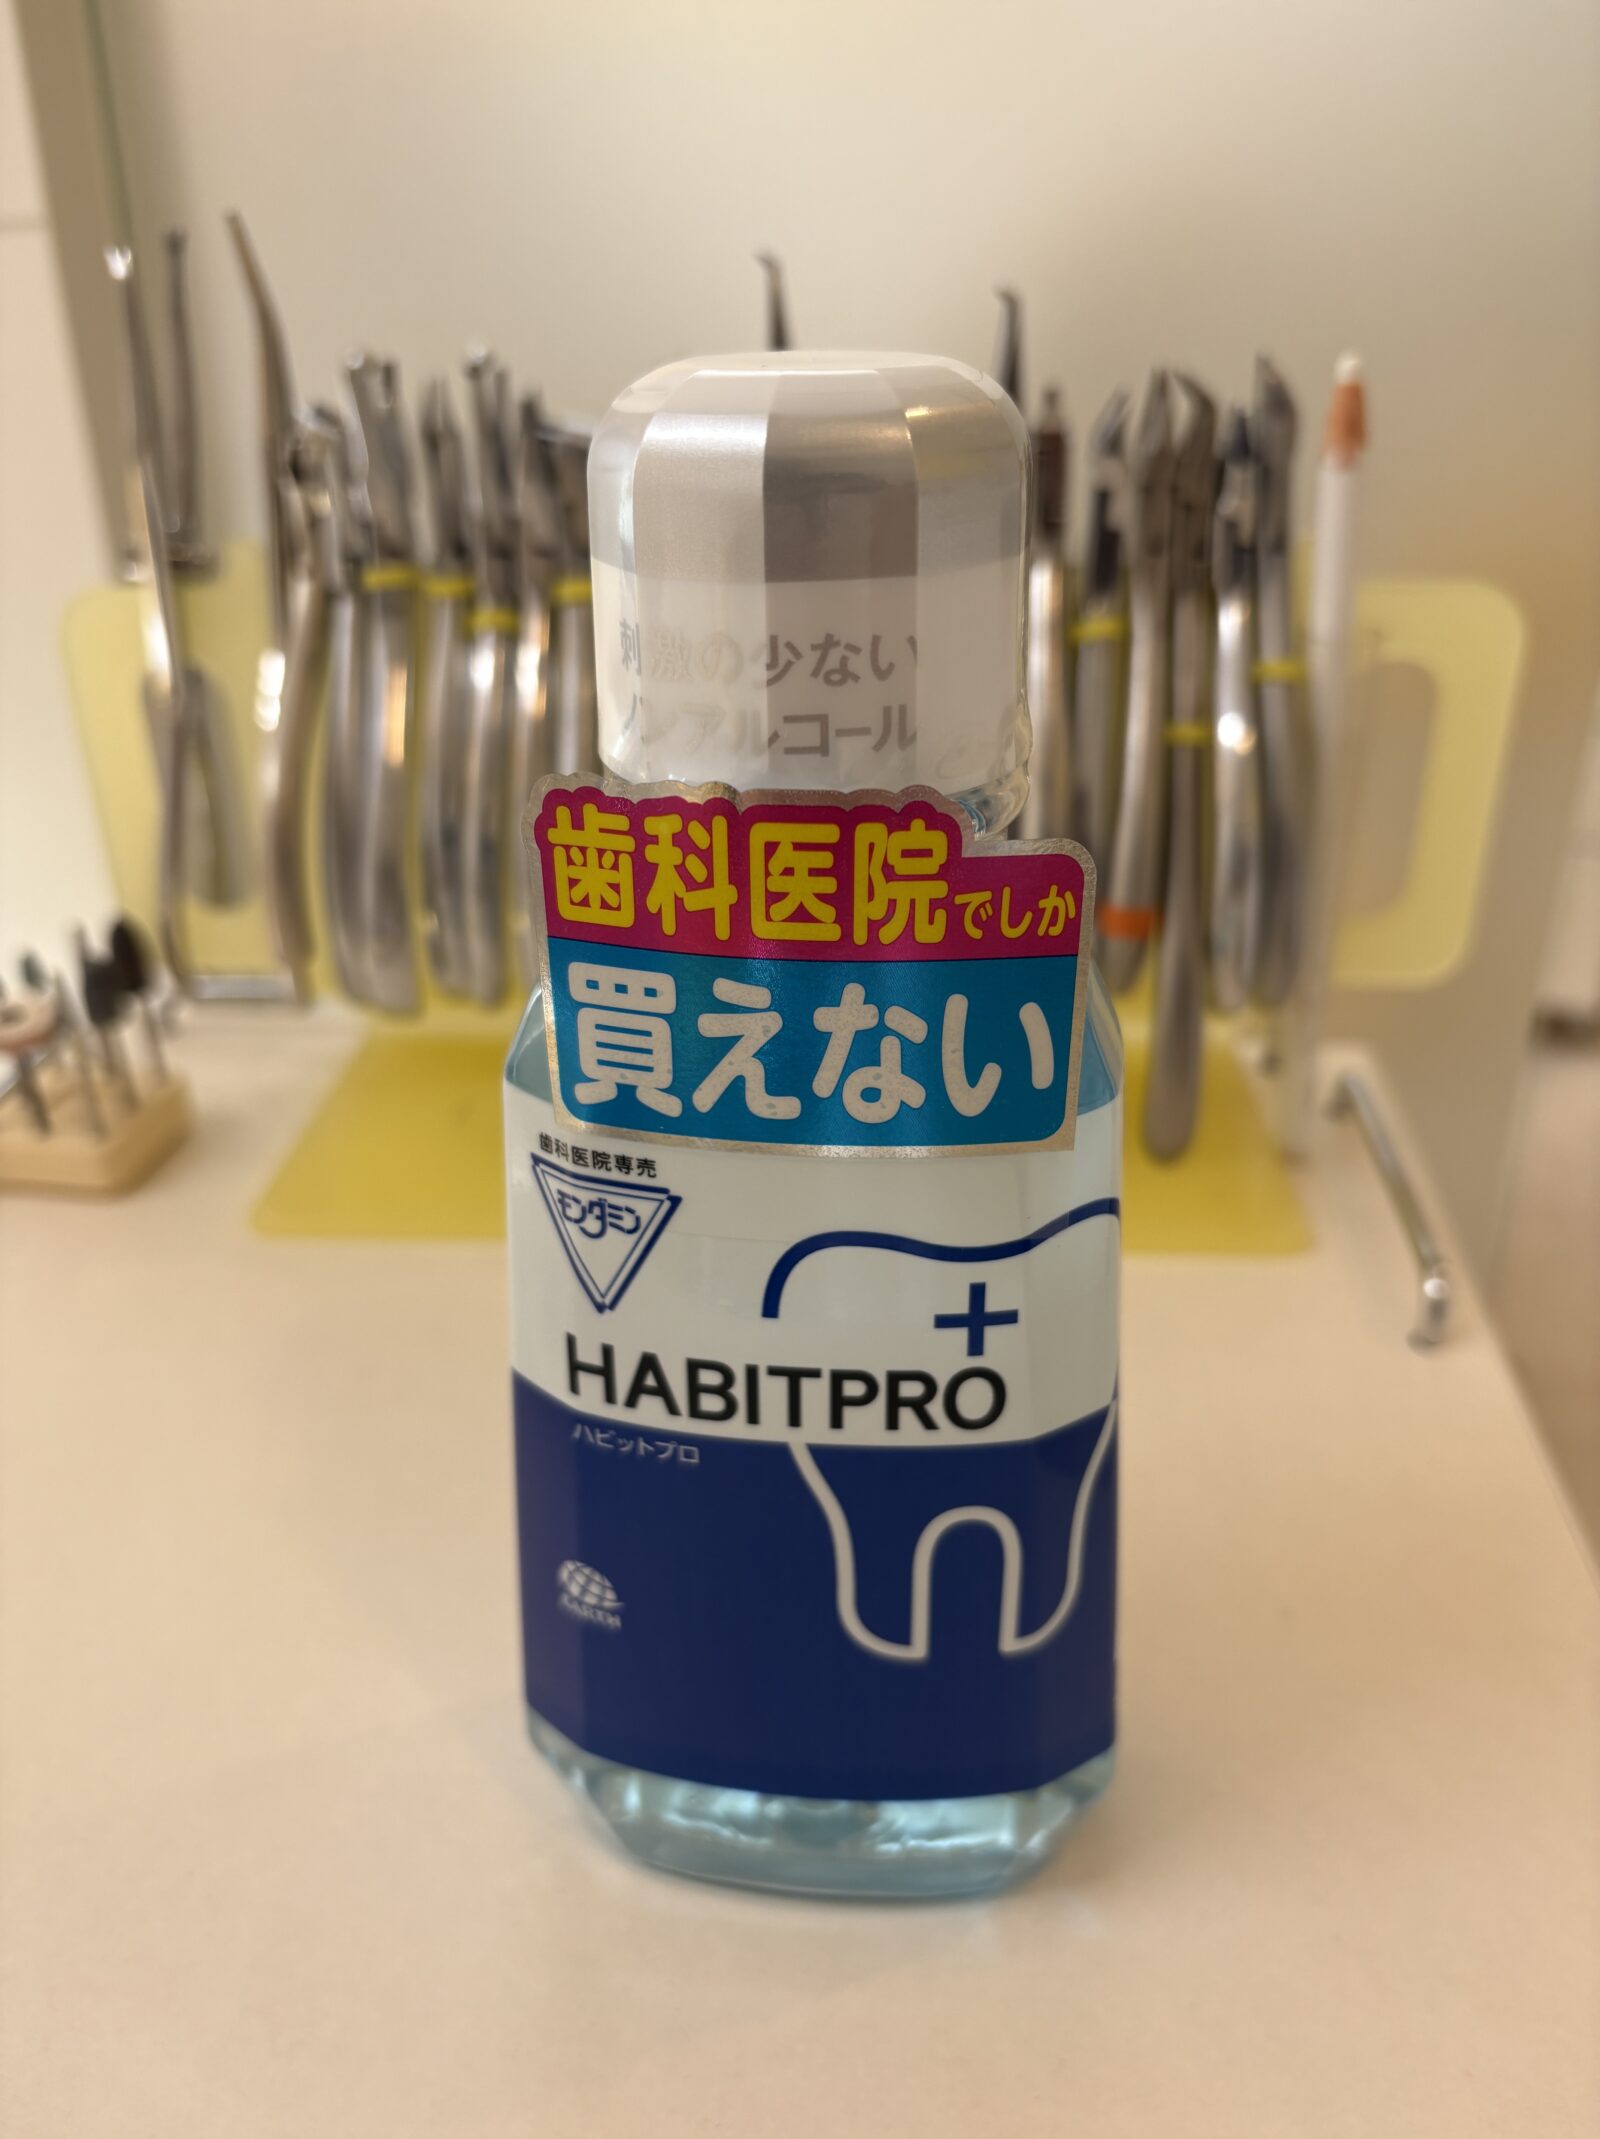 刺激の少ない
ノンアルコール
歯科医院でしか
買えない
歯科医院専売
モンダミン
HABITPRO
ハビットプロ
EARTH